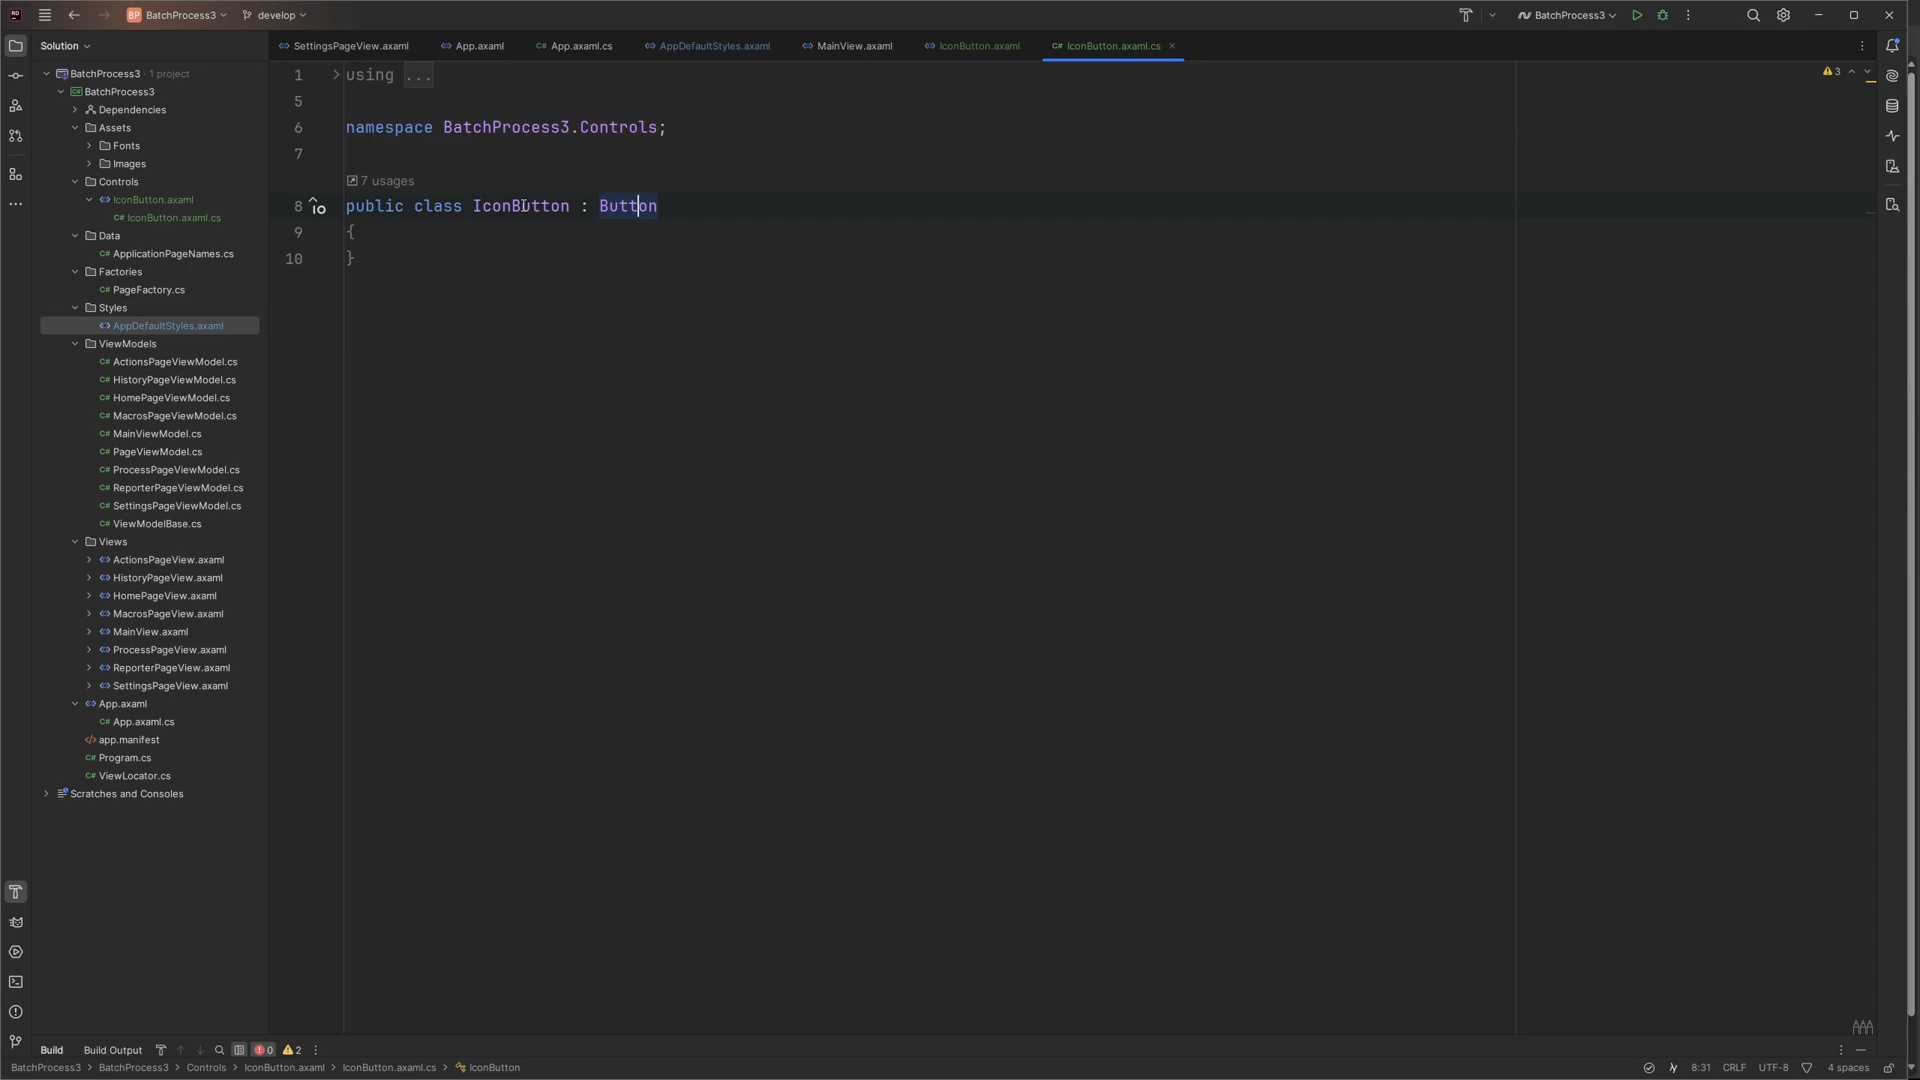 RD
BP BatchProcess3
develop
BatchProcess3
Solution
SettingsPageView.axaml
App.axaml
App.axaml.cs
AppDefaultStyles.axaml
MainView.axaml
IconButton.axaml
IconButton.axaml.cs
BatchProcess3 · 1 project
BatchProcess3
Dependencies
Assets
Fonts
Images
Controls
IconButton.axaml
IconButton.axaml.cs
Data
ApplicationPageNames.cs
Factories
PageFactory.cs
Styles
AppDefaultStyles.axaml
ViewModels
ActionsPageViewModel.cs
HistoryPageViewModel.cs
HomePageViewModel.cs
MacrosPageViewModel.cs
MainViewModel.cs
PageViewModel.cs
ProcessPageViewModel.cs
ReporterPageViewModel.cs
SettingsPageViewModel.cs
ViewModelBase.cs
Views
ActionsPageView.axaml
HistoryPageView.axaml
HomePageView.axaml
MacrosPageView.axaml
MainView.axaml
ProcessPageView.axaml
ReporterPageView.axaml
SettingsPageView.axaml
App.axaml
App.axaml.cs
app.manifest
Program.cs
ViewLocator.cs
Scratches and Consoles
1 using ...
5
6 namespace BatchProcess3.Controls;
7
7 usages
8 public class IconButton : Button
9 {
10 }
3
Build
Build Output
0
2
BatchProcess3 > BatchProcess3 > Controls > IconButton.axaml > IconButton.axaml.cs > IconButton
8:31 CRLF UTF-8 4 spaces